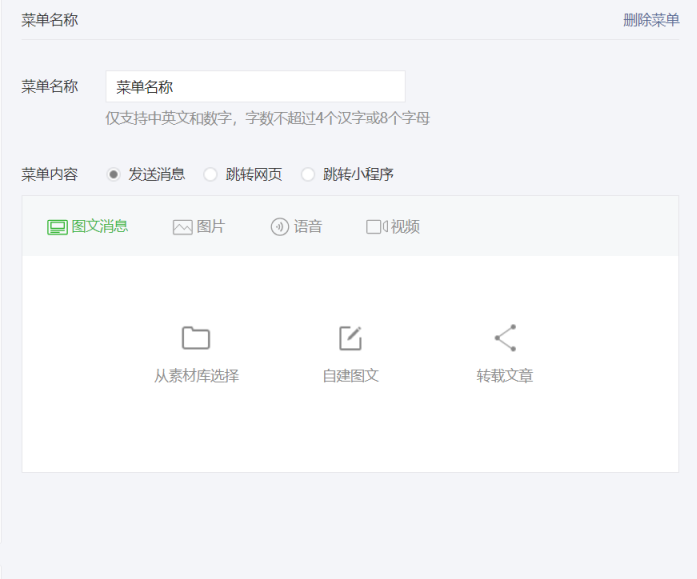 菜单名称 删除菜单
菜单名称 菜单名称
仅支持中英文和数字，字数不超过4个汉字或8个字母
菜单内容 发送消息 跳转网页 跳转小程序
图文消息 图片 语音 视频
从素材库选择 自建图文 转载文章